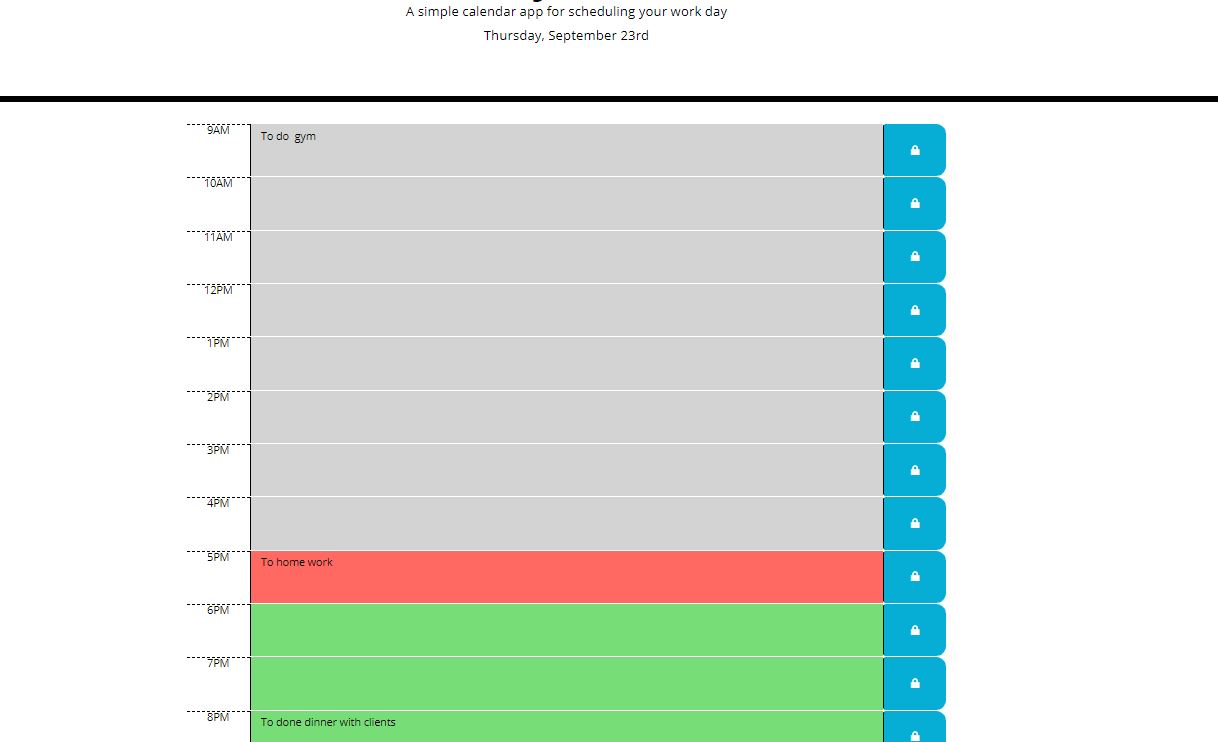 A simple calendar app for scheduling your work day
Thursday, September 23rd
9AM
To do gym
10AM
11AM
12PM
1PM
2PM
3PM
4PM
5PM
To home work
6PM
7PM
8PM
To done dinner with clients